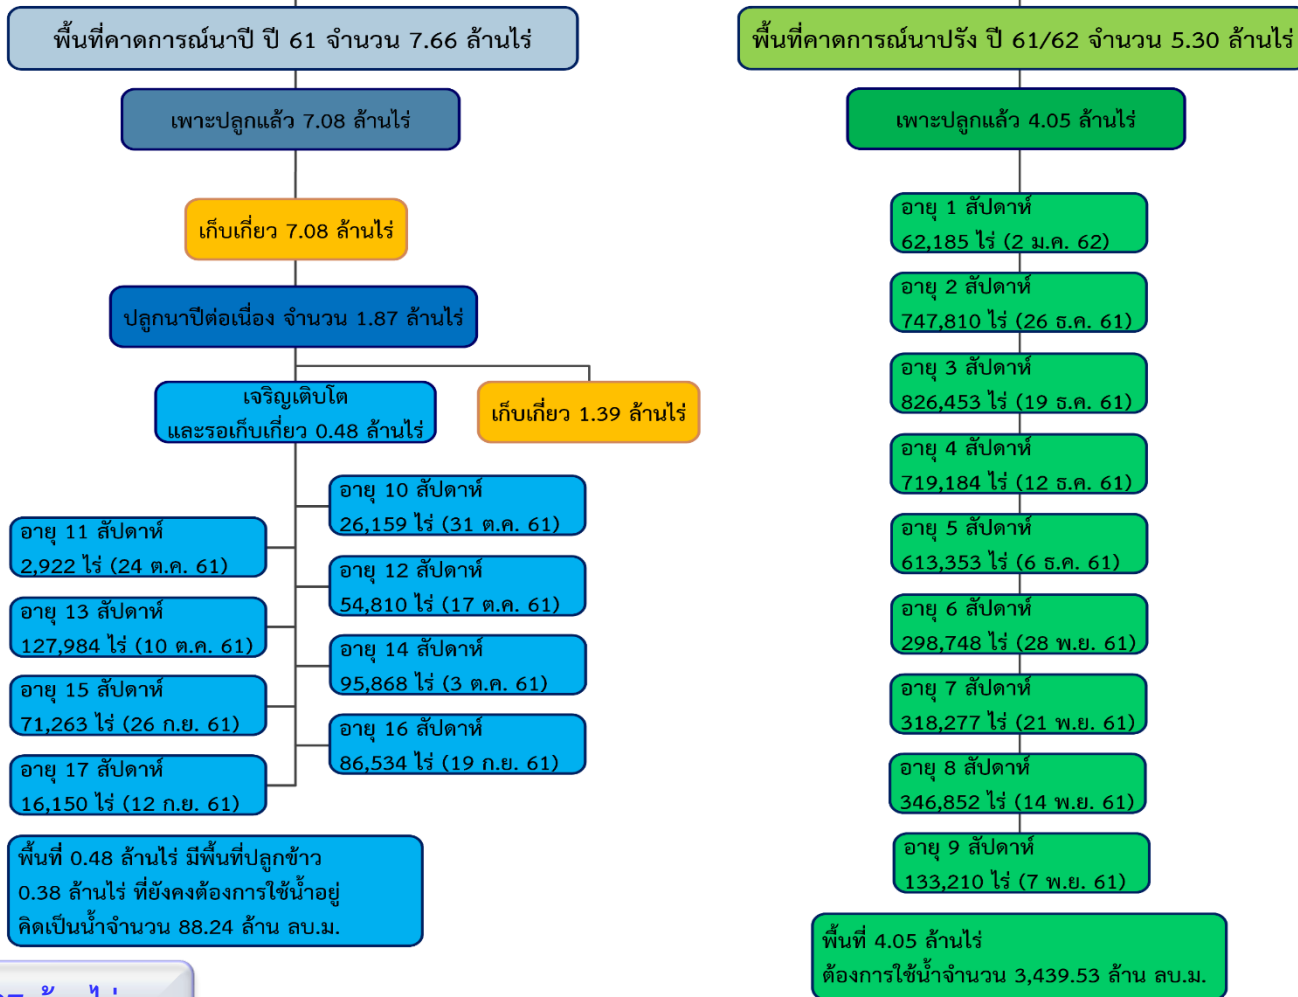 พื้นที่คาดการณ์นาปี ปี 61 จำนวน 7.66 ล้านไร่
เพาะปลูกแล้ว 7.08 ล้านไร่
เก็บเกี่ยว 7.08 ล้านไร่
ปลูกนาปีต่อเนื่อง จำนวน 1.87 ล้านไร่
เจริญเติบโต
และรอเก็บเกี่ยว 0.48 ล้านไร่
เก็บเกี่ยว 1.39 ล้านไร่
อายุ 10 สัปดาห์
26,159 ไร่ (31 ต.ค. 61)
อายุ 11 สัปดาห์
2,922 ไร่ (24 ต.ค. 61)
อายุ 12 สัปดาห์
54,810 ไร่ (17 ต.ค. 61)
อายุ 13 สัปดาห์
127,984 ไร่ (10 ต.ค. 61)
อายุ 14 สัปดาห์
95,868 ไร่ (3 ต.ค. 61)
อายุ 15 สัปดาห์
71,263 ไร่ (26 ก.ย. 61)
อายุ 16 สัปดาห์
86,534 ไร่ (19 ก.ย. 61)
อายุ 17 สัปดาห์
16,150 ไร่ (12 ก.ย. 61)
พื้นที่ 0.48 ล้านไร่ มีพื้นที่ปลูกข้าว
0.38 ล้านไร่ ที่ยังคงต้องการใช้น้ำอยู่
คิดเป็นน้ำจำนวน 88.24 ล้าน ลบ.ม.
พื้นที่คาดการณ์นาปรัง ปี 61/62 จำนวน 5.30 ล้านไร่
เพาะปลูกแล้ว 4.05 ล้านไร่
อายุ 1 สัปดาห์
62,185 ไร่ (2 ม.ค. 62)
อายุ 2 สัปดาห์
747,810 ไร่ (26 ธ.ค. 61)
อายุ 3 สัปดาห์
826,453 ไร่ (19 ธ.ค. 61)
อายุ 4 สัปดาห์
719,184 ไร่ (12 ธ.ค. 61)
อายุ 5 สัปดาห์
613,353 ไร่ (6 ธ.ค. 61)
อายุ 6 สัปดาห์
298,748 ไร่ (28 พ.ย. 61)
อายุ 7 สัปดาห์
318,277 ไร่ (21 พ.ย. 61)
อายุ 8 สัปดาห์
346,852 ไร่ (14 พ.ย. 61)
อายุ 9 สัปดาห์
133,210 ไร่ (7 พ.ย. 61)
พื้นที่ 4.05 ล้านไร่
ต้องการใช้น้ำจำนวน 3,439.53 ล้าน ลบ.ม.